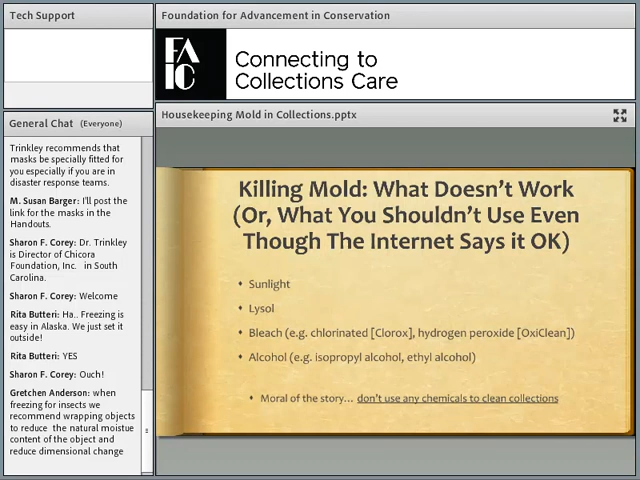 Tech Support
General Chat (Everyone)
Trinkley recommends that
masks be specially fitted for
you especially if you are in
disaster response teams.
M. Susan Barger: I'll post the
link for the masks in the
Handouts.
Sharon F. Corey: Dr. Trinkley
is Director of Chicora
Foundation, Inc. in South
Carolina.
Sharon F. Corey: Welcome
Rita Butteri: Ha.. Freezing is
easy in Alaska. We just set it
outside!
Rita Butteri: YES
Sharon F. Corey: Ouch!
Gretchen Anderson: when
freezing for insects we
recommend wrapping objects
to reduce the natural moistue
content of the object and
reduce dimensional change
Foundation for Advancement in Conservation
FAIC
Connecting to
Collections Care
Housekeeping Mold in Collections.pptx
Killing Mold: What Doesn't Work
(Or, What You Shouldn't Use Even
Though The Internet Says it OK)
Sunlight
Lysol
Bleach (e.g. chlorinated [Clorox], hydrogen peroxide [OxiClean])
Alcohol (e.g. isopropyl alcohol, ethyl alcohol)
Moral of the story... don't use any chemicals to clean collections